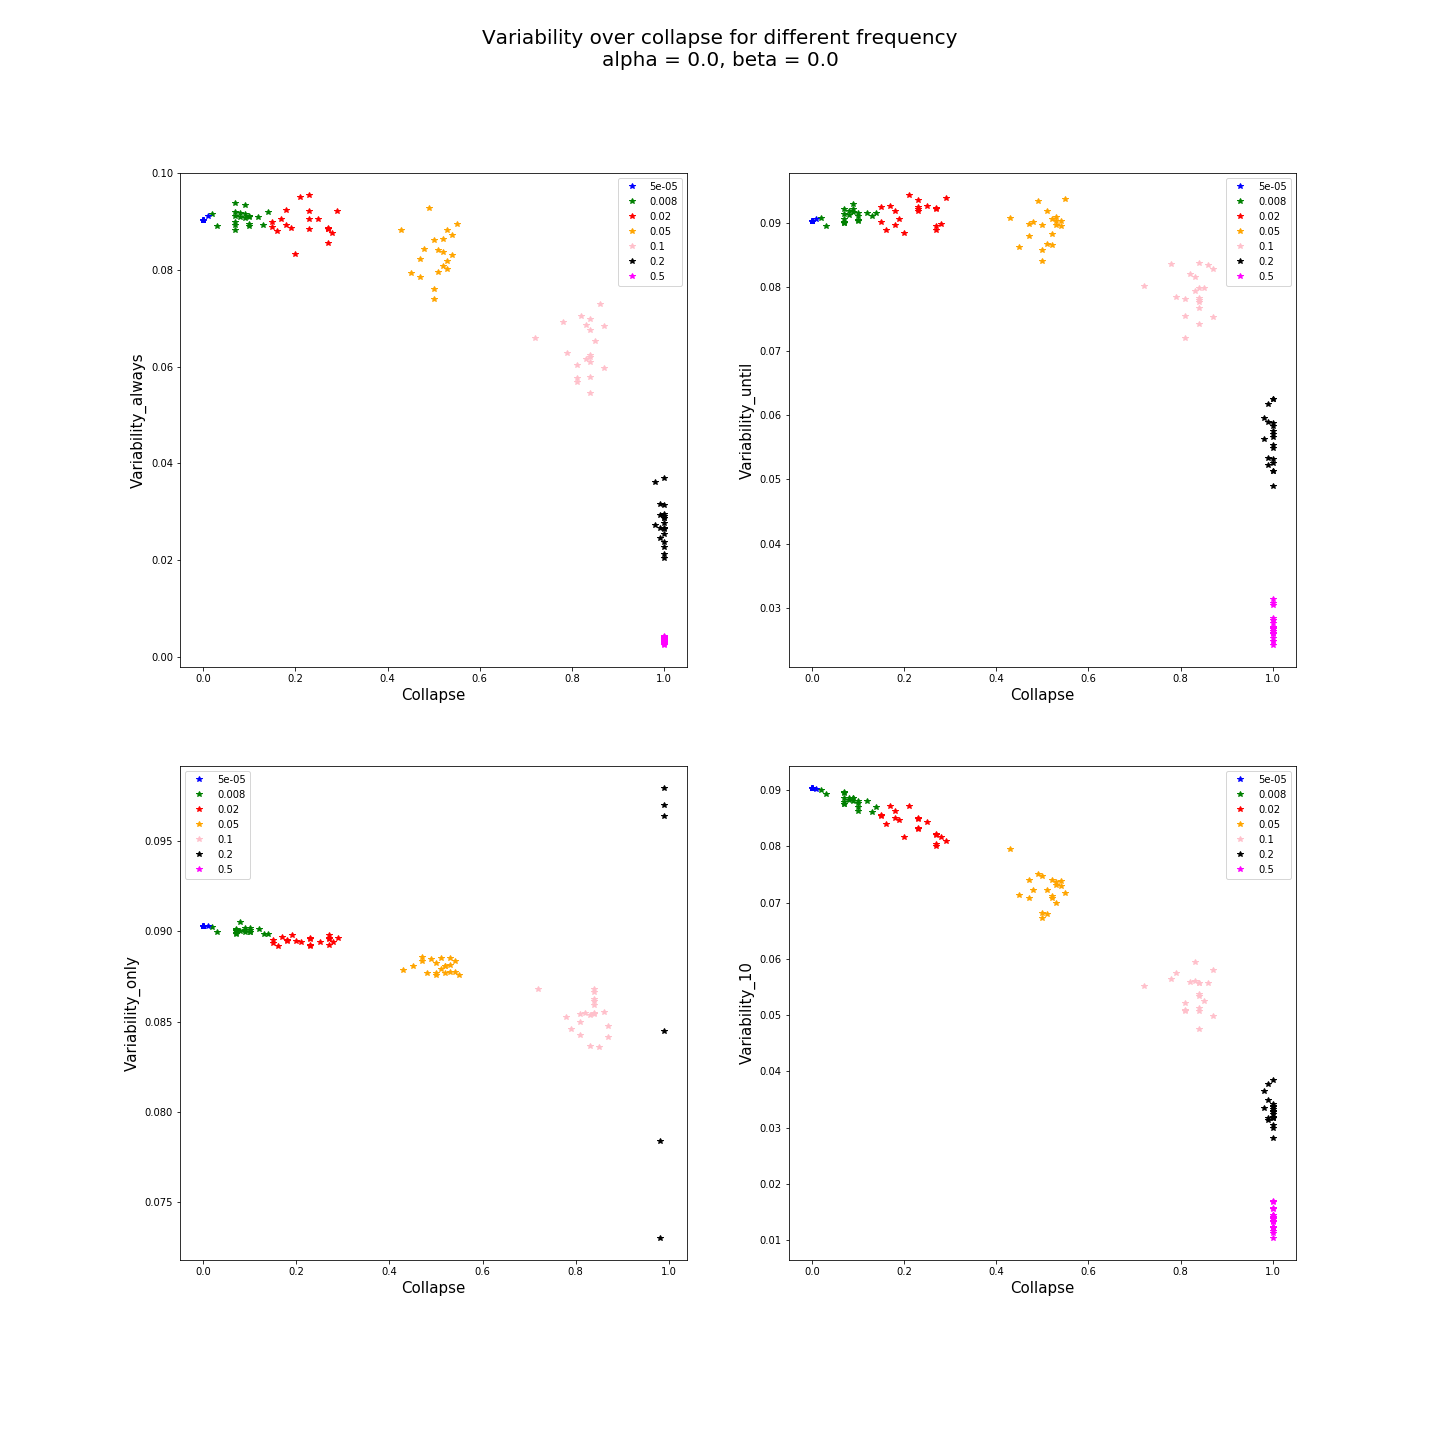 Variability over collapse for different frequency
alpha = 0.0, beta = 0.0
0.10
0.08
0.06
0.04
0.02
0.00
Variability_always
0.0 0.2 0.4 0.6 0.8 1.0
Collapse
5e-05
0.008
0.02
0.05
0.1
0.2
0.5
0.09
0.08
0.07
0.06
0.05
0.04
0.03
Variability_until
0.0 0.2 0.4 0.6 0.8 1.0
Collapse
5e-05
0.008
0.02
0.05
0.1
0.2
0.5
0.095
0.090
0.085
0.080
0.075
Variability_only
0.0 0.2 0.4 0.6 0.8 1.0
Collapse
5e-05
0.008
0.02
0.05
0.1
0.2
0.5
0.09
0.08
0.07
0.06
0.05
0.04
0.03
0.02
0.01
Variability_10
0.0 0.2 0.4 0.6 0.8 1.0
Collapse
5e-05
0.008
0.02
0.05
0.1
0.2
0.5